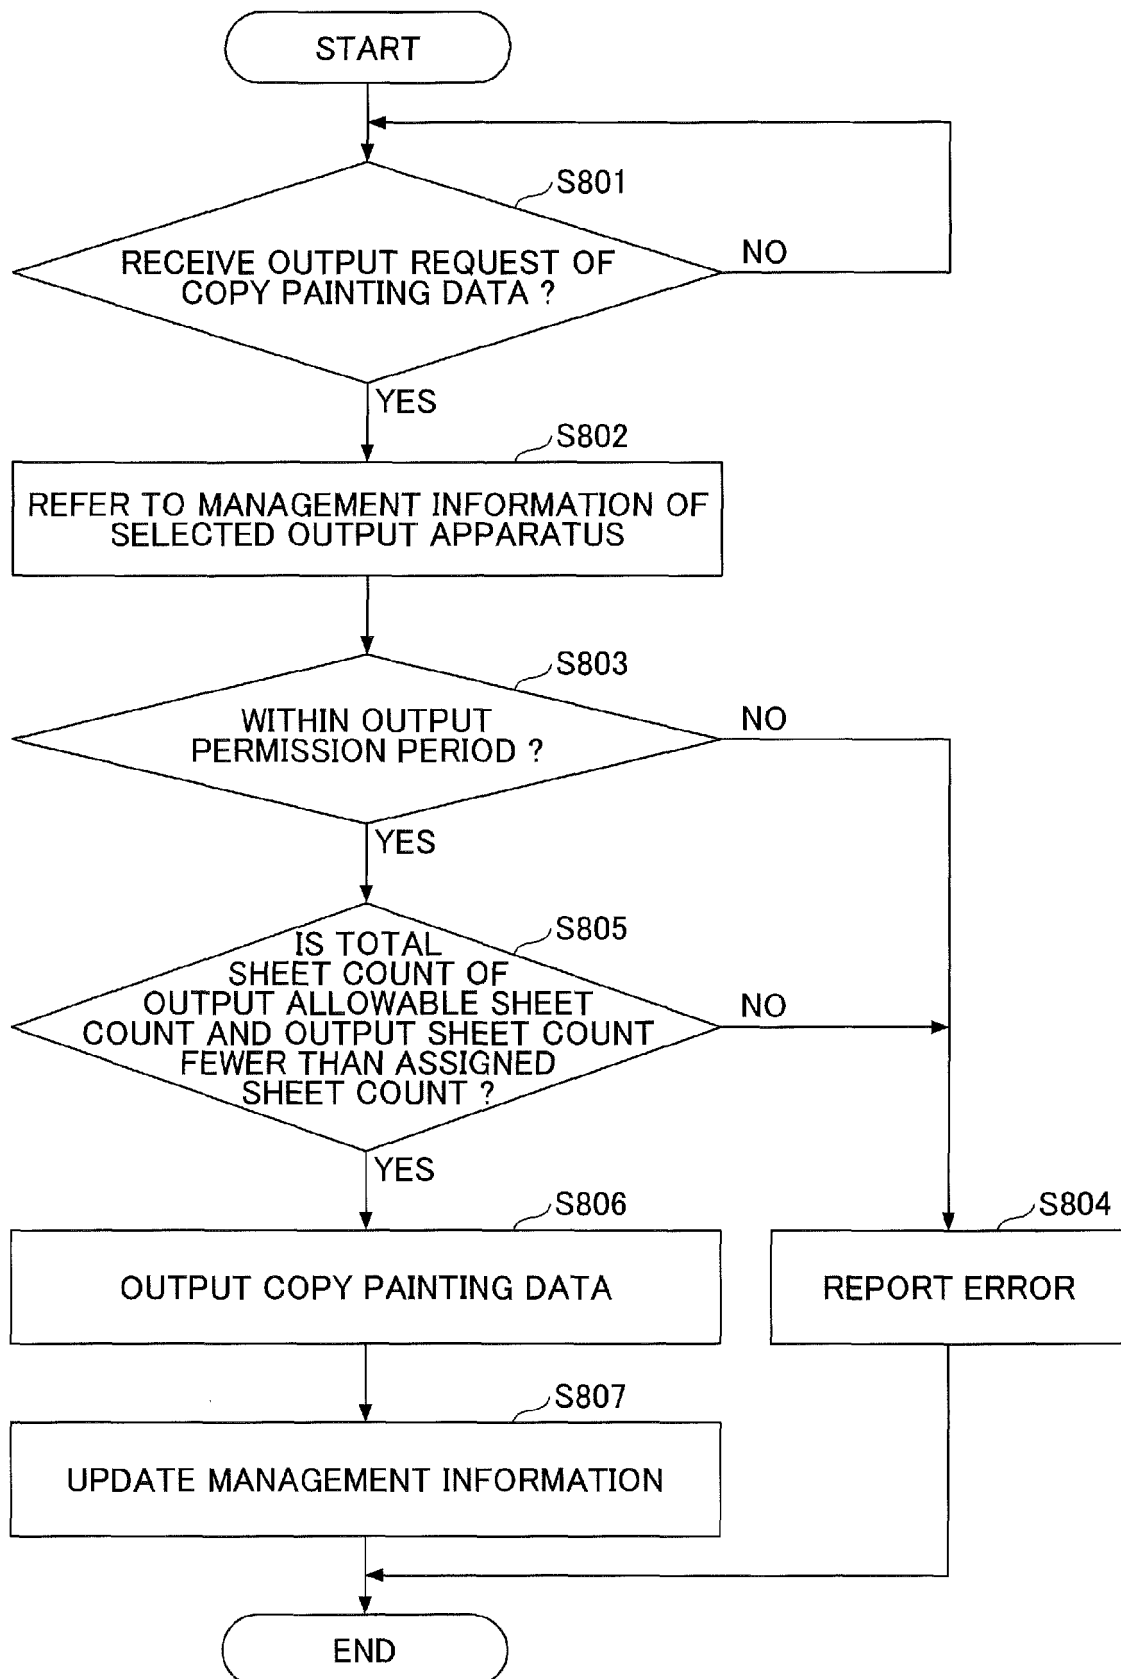 START
S801
RECEIVE OUTPUT REQUEST OF
COPY PAINTING DATA ?
NO
YES
S802
REFER TO MANAGEMENT INFORMATION OF
SELECTED OUTPUT APPARATUS
S803
WITHIN OUTPUT
PERMISSION PERIOD ?
NO
YES
S805
IS TOTAL
SHEET COUNT OF
OUTPUT ALLOWABLE SHEET
COUNT AND OUTPUT SHEET COUNT
FEWER THAN ASSIGNED
SHEET COUNT ?
NO
YES
S806
OUTPUT COPY PAINTING DATA
S804
REPORT ERROR
S807
UPDATE MANAGEMENT INFORMATION
END